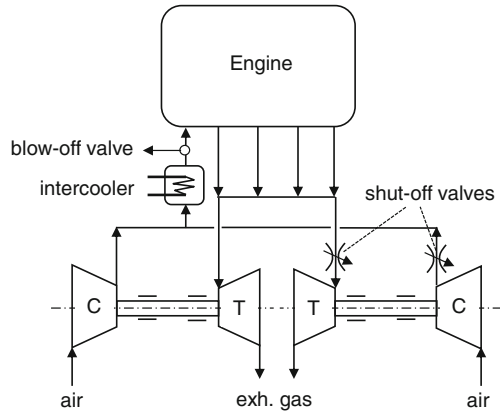 Engine
blow-off valve
intercooler
shut-off valves
C
T
T
C
air
exh. gas
air